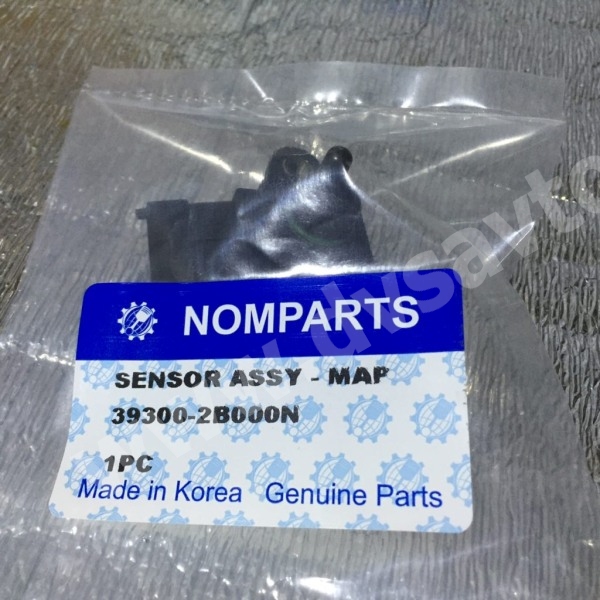 NOMPARTS
SENSOR ASSY - MAP
39300-2B000N
1PC
Made in Korea Genuine Parts